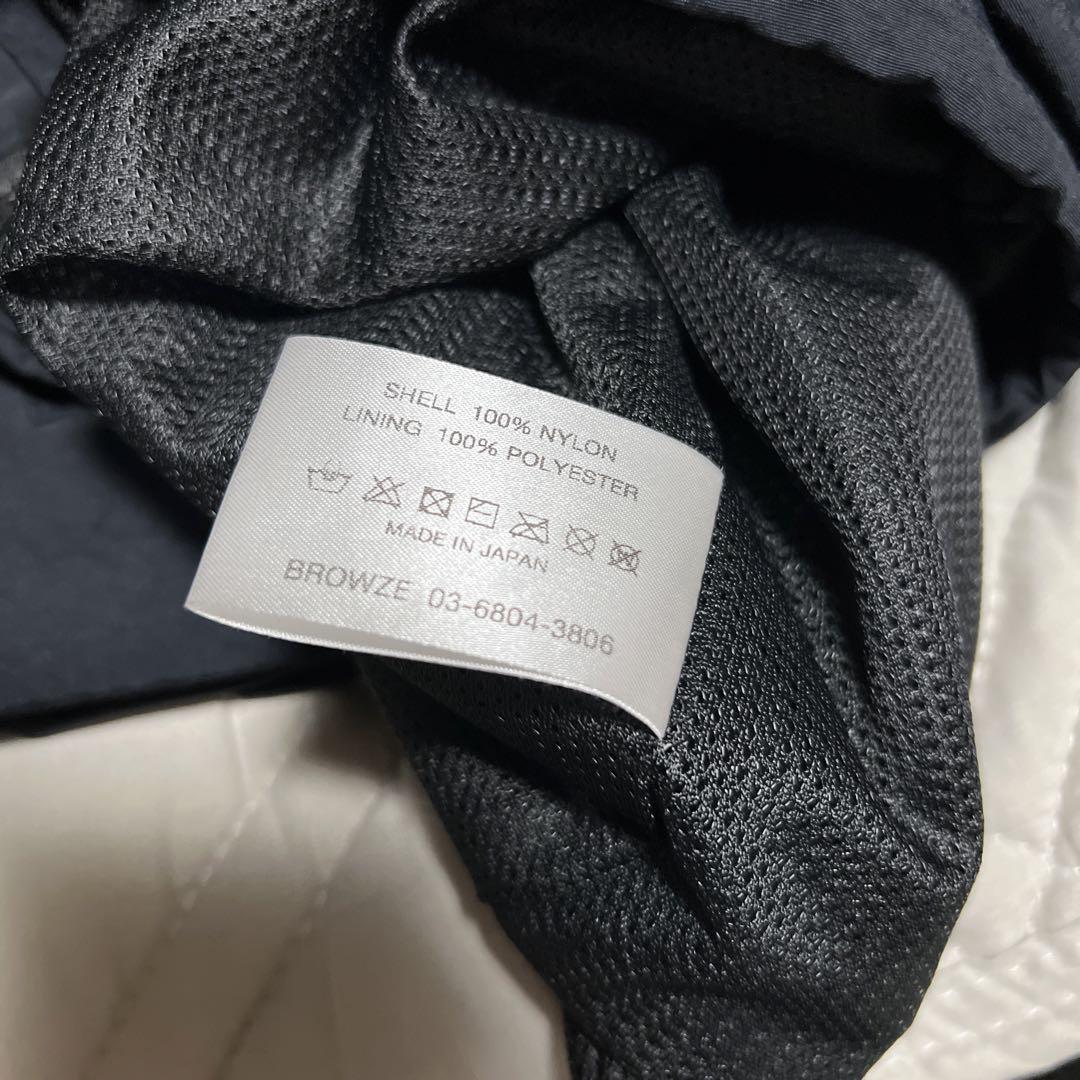 SHELL 100% NYLON
LINING 100% POLYESTER
MADE IN JAPAN
BROWZE 03-6804-3806